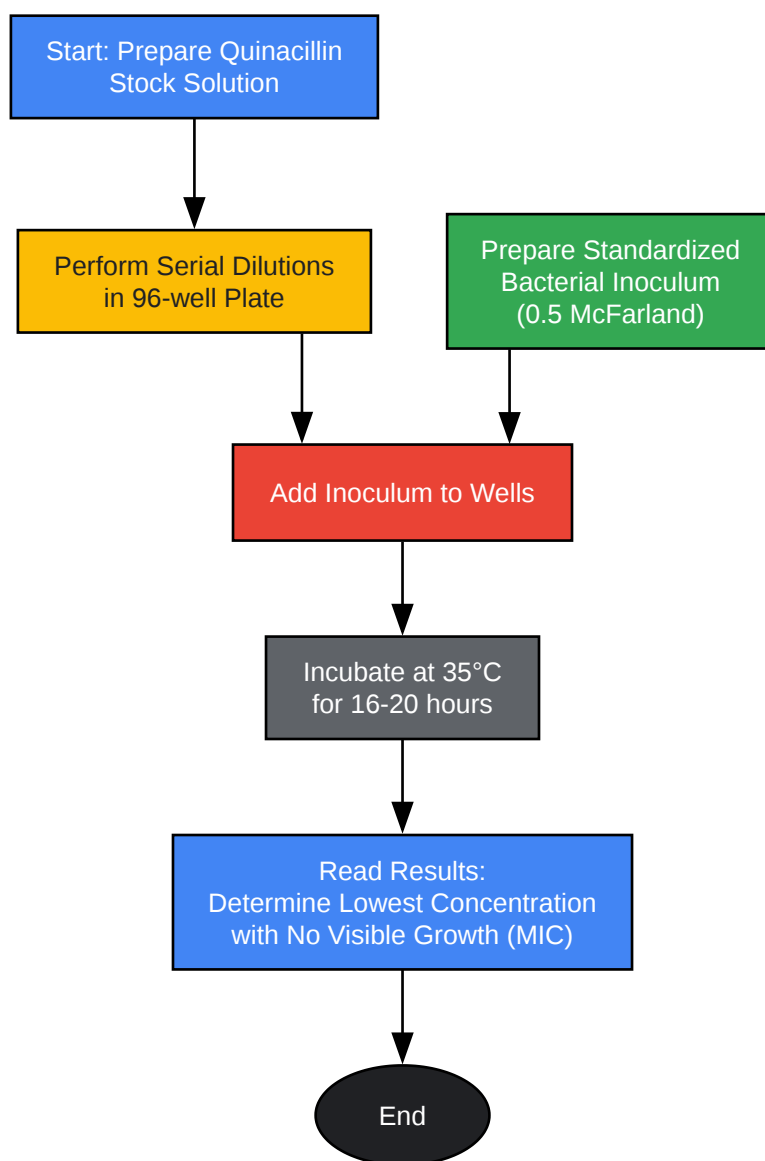 Start: Prepare Quinacillin
Stock Solution
Perform Serial Dilutions
in 96-well Plate
Prepare Standardized
Bacterial Inoculum
(0.5 McFarland)
Add Inoculum to Wells
Incubate at 35°C
for 16-20 hours
Read Results:
Determine Lowest Concentration
with No Visible Growth (MIC)
End